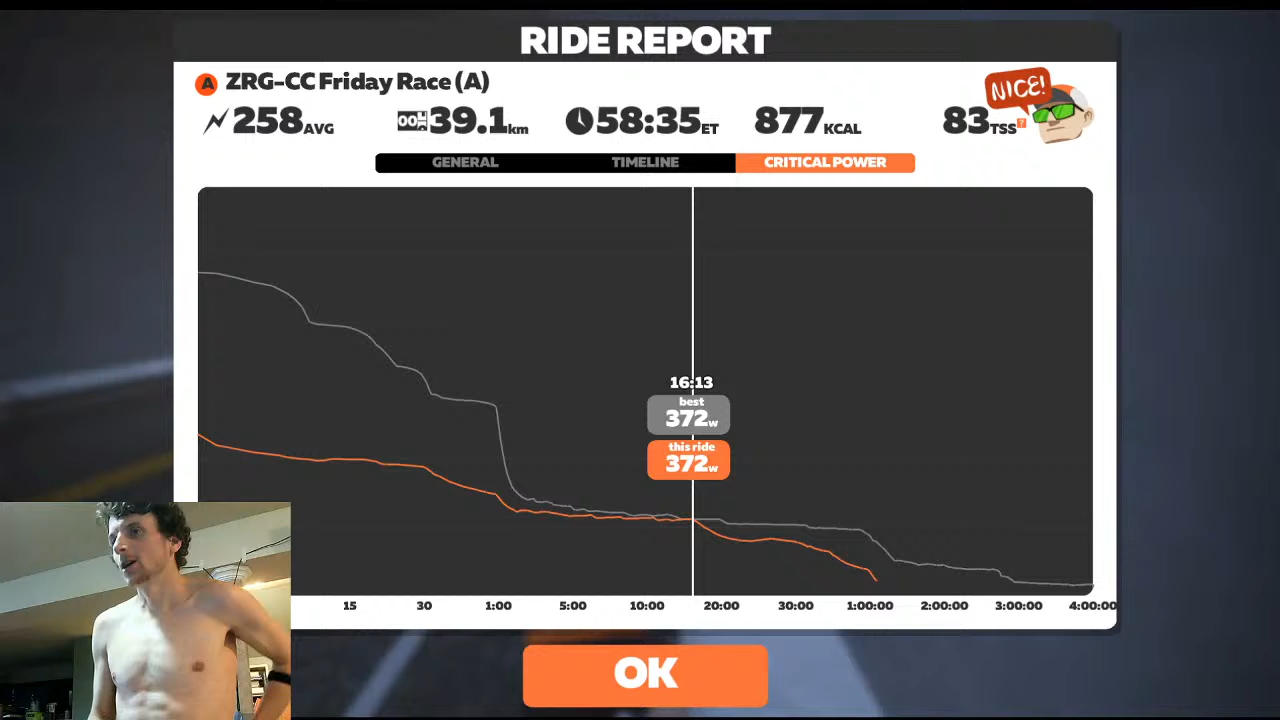 RIDE REPORT
A ZRG-CC Friday Race (A)
NICE!
258AVG 39.1km 58:35ET 877KCAL 83TSS?
GENERAL TIMELINE CRITICAL POWER
16:13
best
372w
this ride
372w
15 30 1:00 5:00 10:00 20:00 30:00 1:00:00 2:00:00 3:00:00 4:00:00
OK